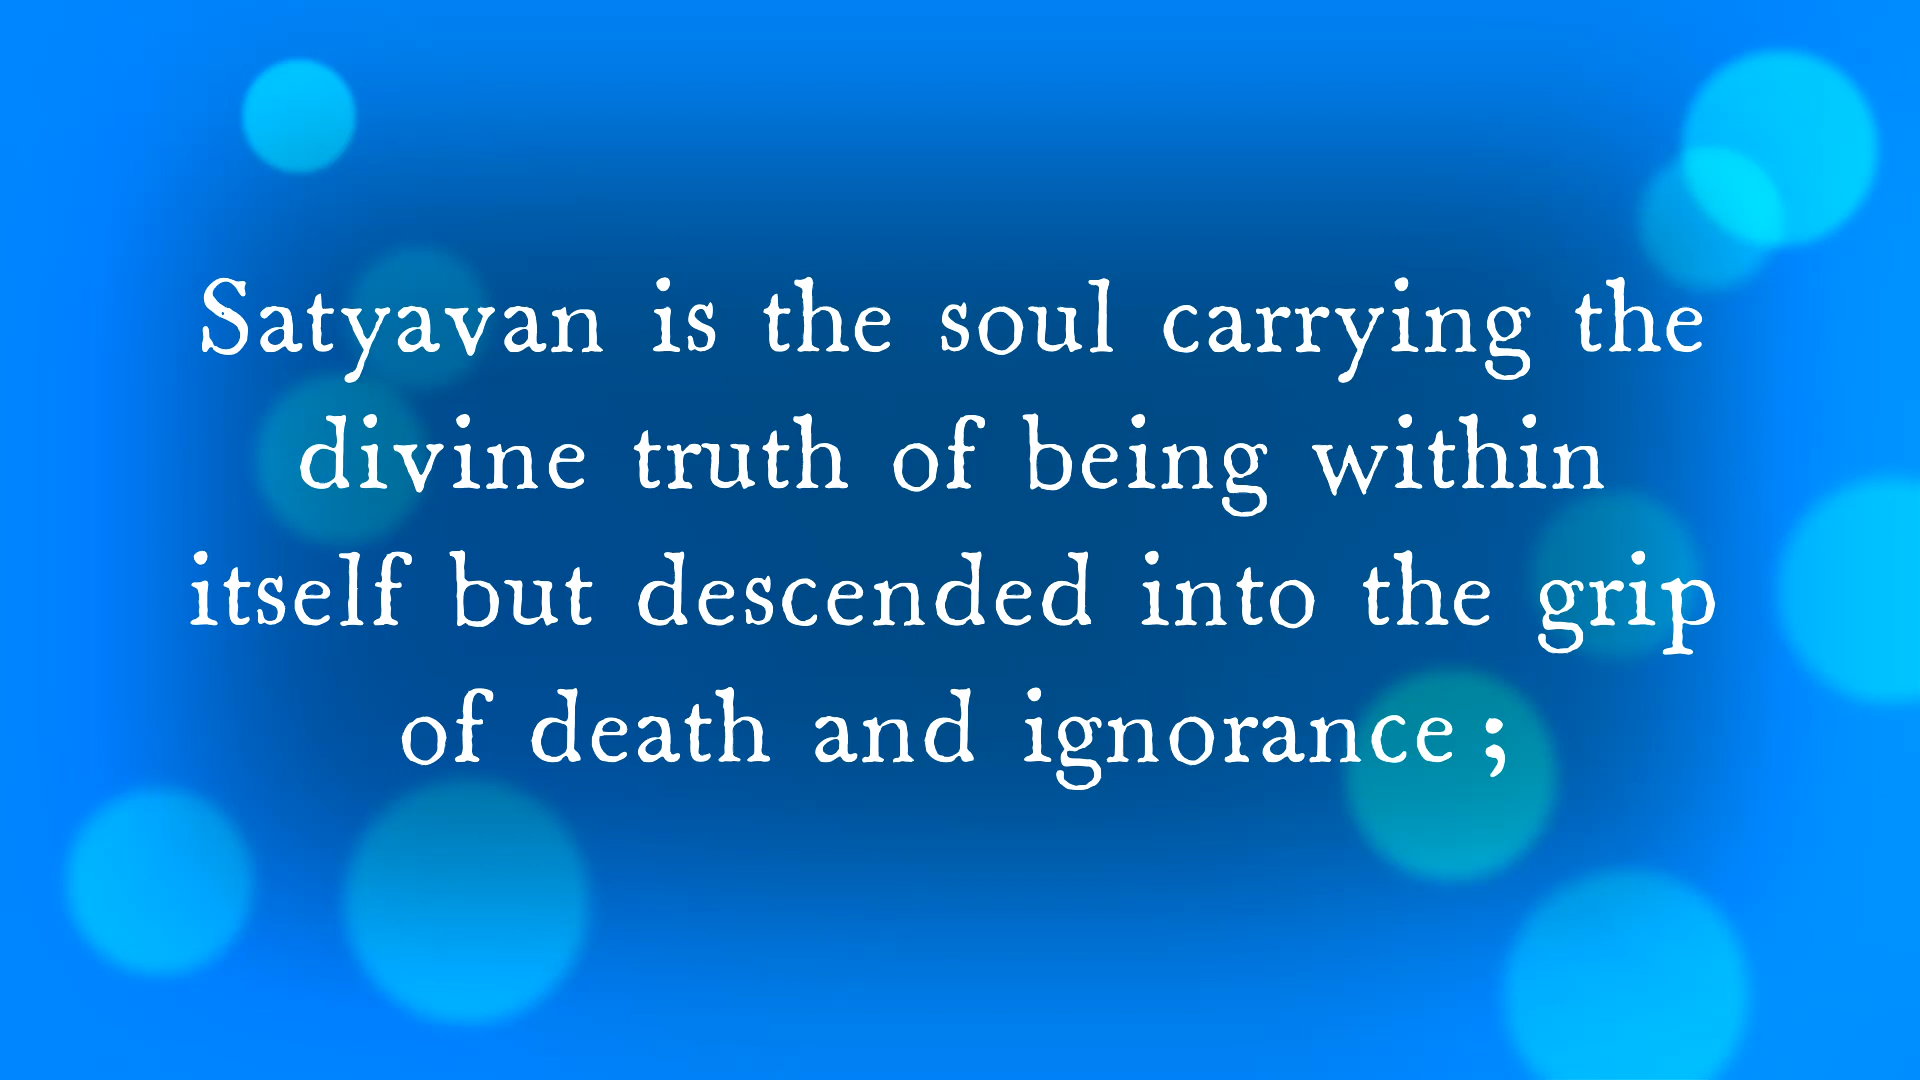 Satyavan is the soul carrying the
divine truth of being within
itself but descended into the grip
of death and ignorance ;